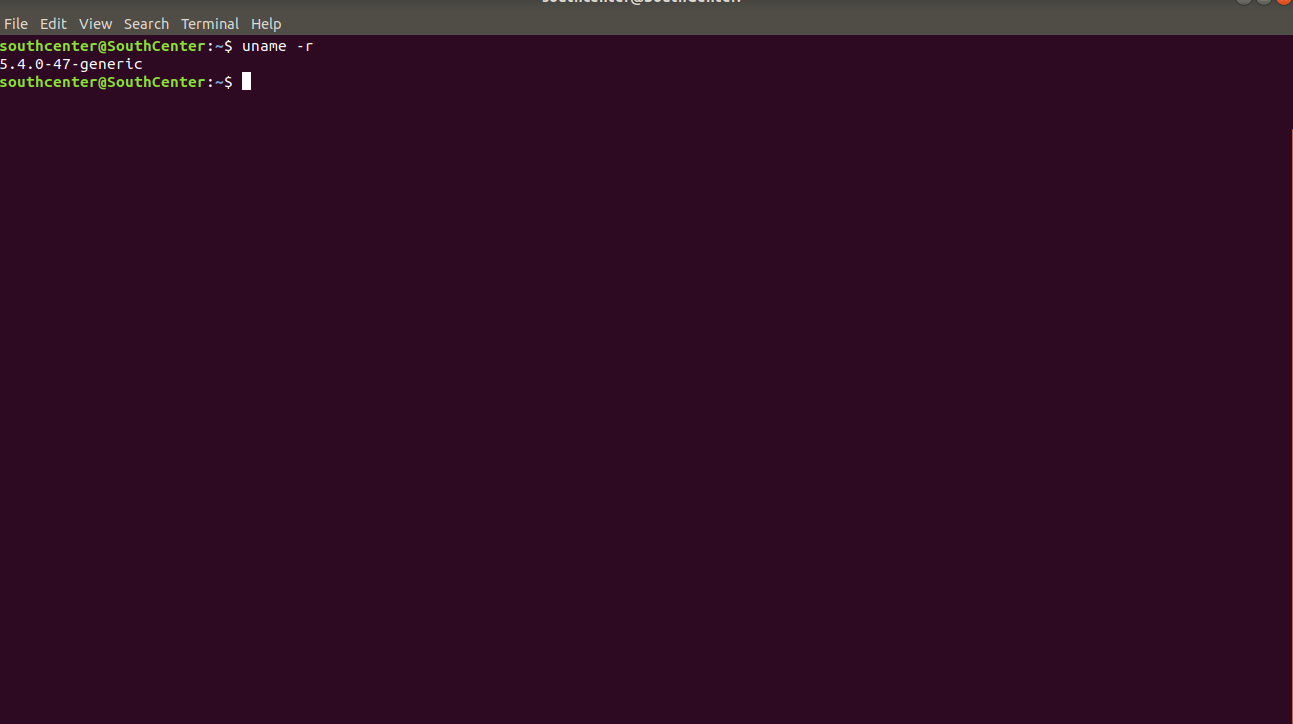 File Edit View Search Terminal Help
southcenter@SouthCenter:~$ uname -r
5.4.0-47-generic
southcenter@SouthCenter:~$